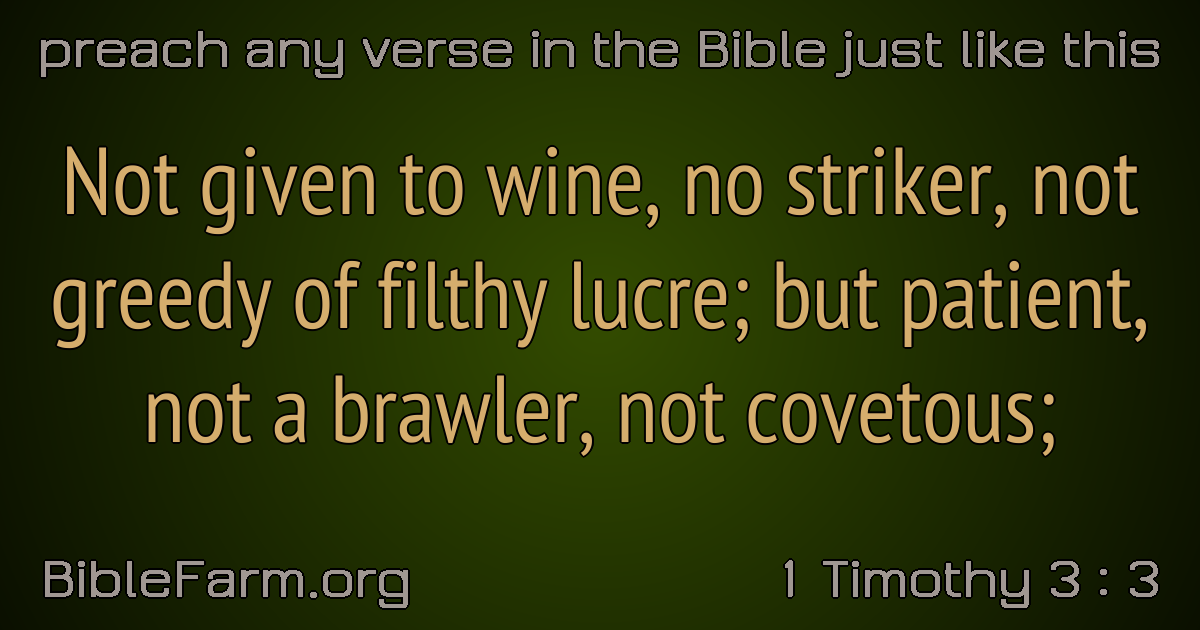 preach any verse in the Bible just like this
Not given to wine, no striker, not
greedy of filthy lucre; but patient,
not a brawler, not covetous;
BibleFarm.org
1 Timothy 3 : 3